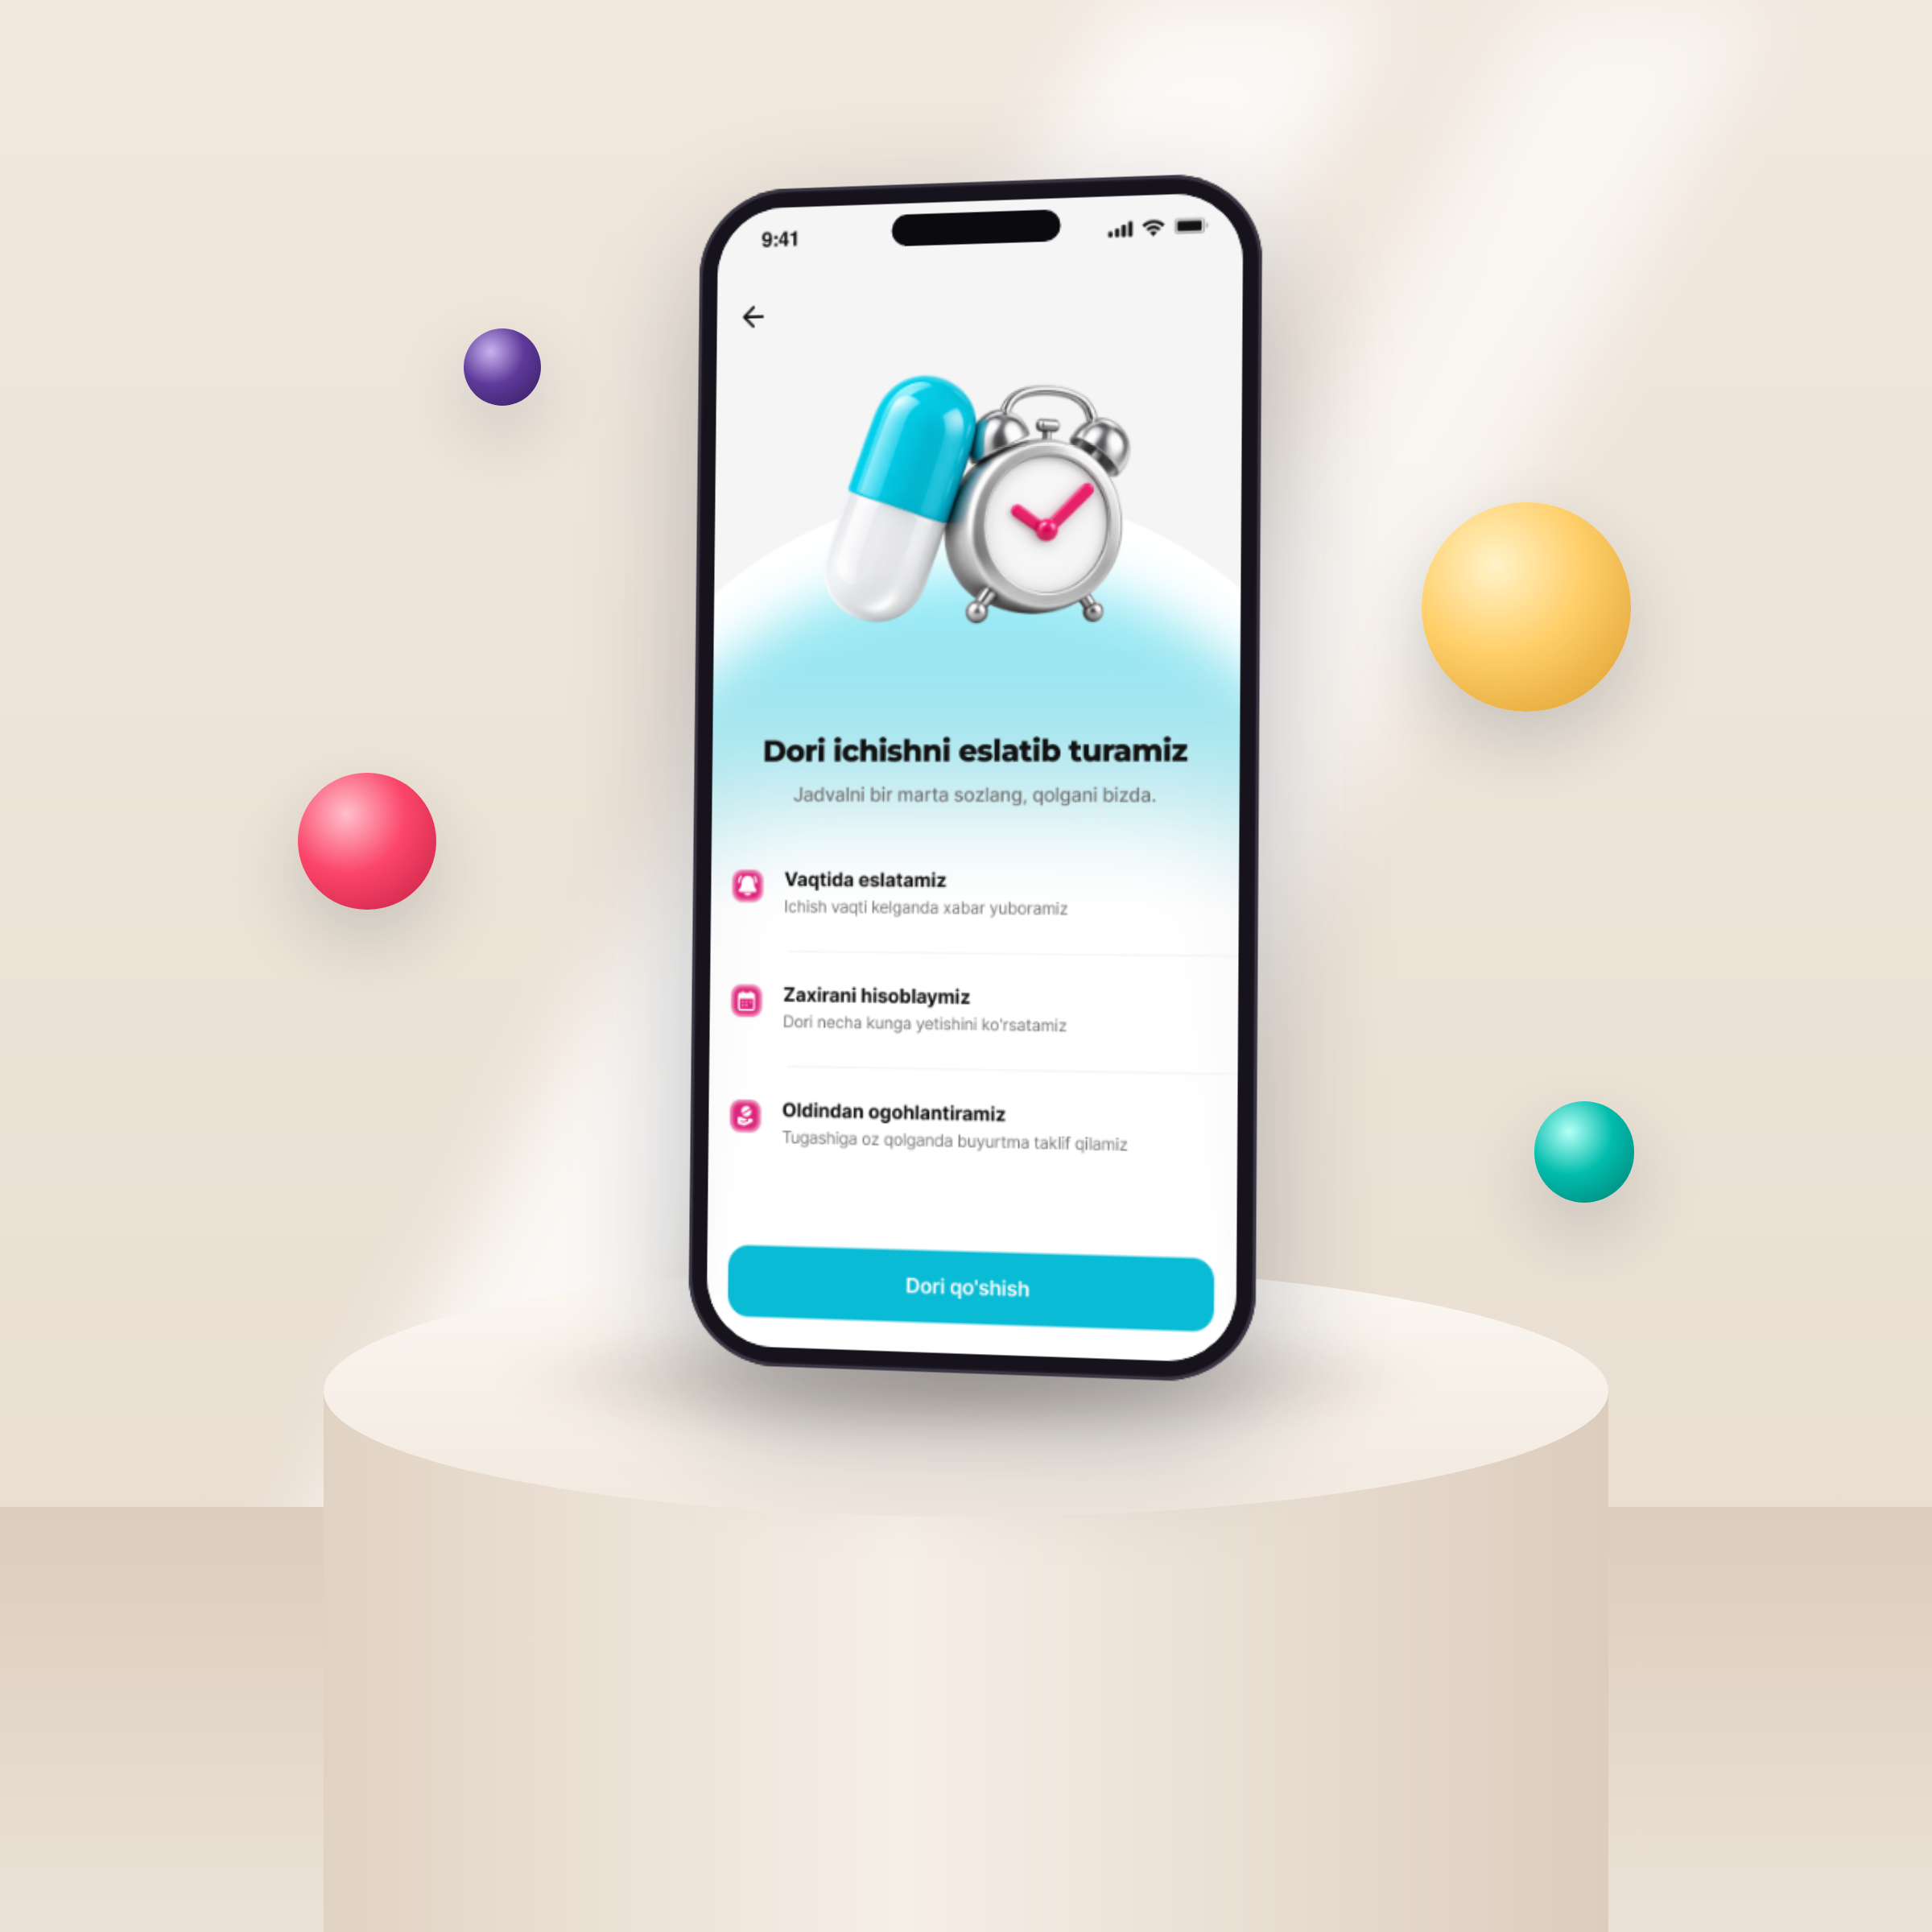 9:41
Dori ichishni eslatib turamiz
Jadvalni bir marta sozlang, qolgani bizda.
Vaqtida eslatamiz
Ichish vaqti kelganda xabar yuboramiz
Zaxirani hisoblaymiz
Dori necha kunga yetishini ko'rsatamiz
Oldindan ogohlantiramiz
Tugashiga oz qolganda buyurtma taklif qilamiz
Dori qo'shish